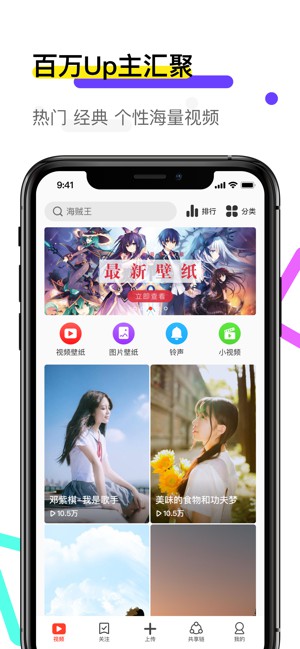 百万Up主汇聚
热门 经典 个性海量视频
9:41
海贼王
排行
分类
最新壁纸
立即查看
视频壁纸
图片壁纸
铃声
小视频
邓紫棋-我是歌手
10.5万
美味的食物和功夫梦
10.5万
视频
关注
上传
共享链
我的